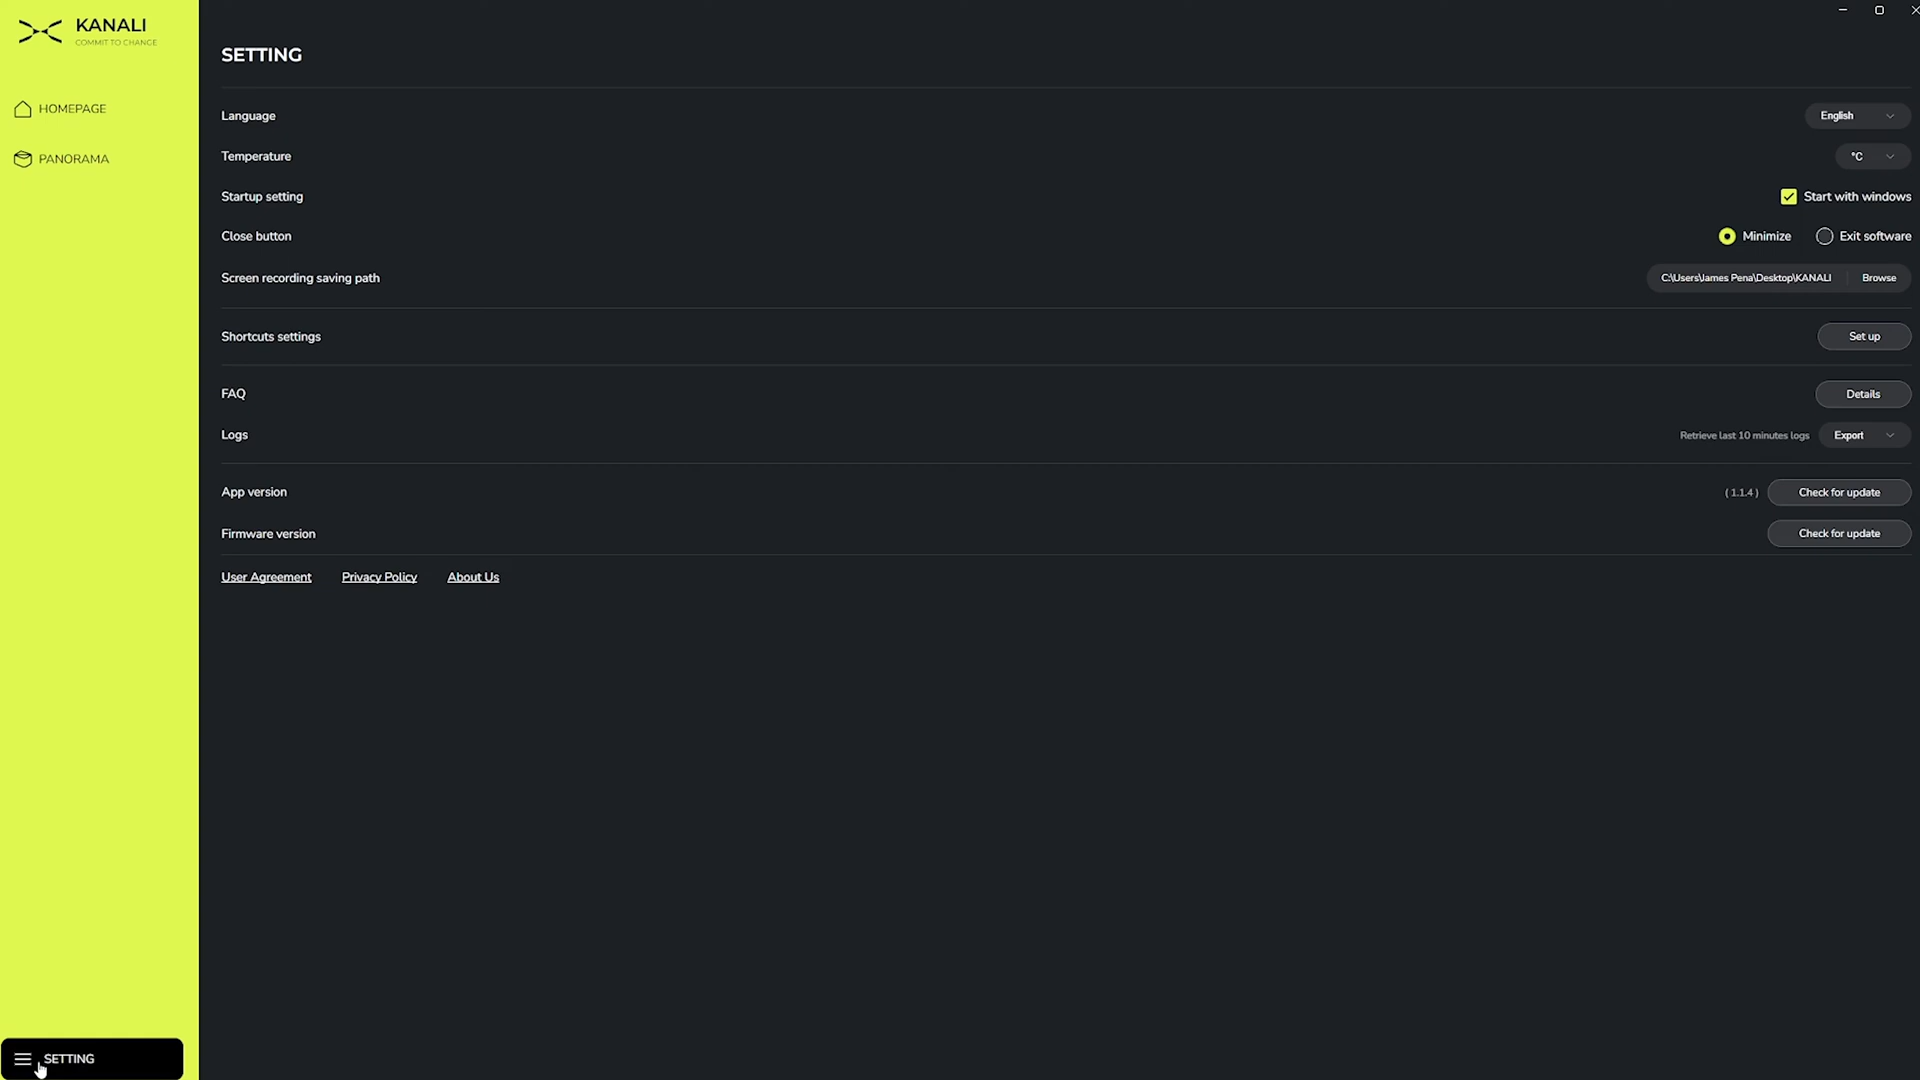 KANALI
COMMIT TO CHANGE
HOMEPAGE
PANORAMA
SETTING
SETTING
Language English
Temperature °C
Startup setting Start with windows
Close button Minimize Exit software
Screen recording saving path C:\Users\James Pena\Desktop\KANALI Browse
Shortcuts settings Set up
FAQ Details
Logs Retrieve last 10 minutes logs Export
App version ( 1.1.4 ) Check for update
Firmware version Check for update
User Agreement Privacy Policy About Us